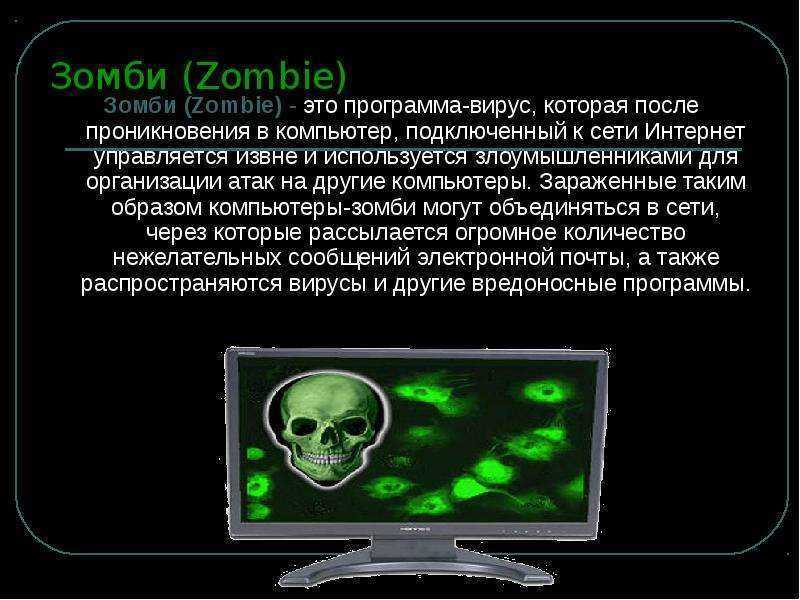 Зомби (Zombie)
Зомби (Zombie) - это программа-вирус, которая после
проникновения в компьютер, подключенный к сети Интернет
управляется извне и используется злоумышленниками для
организации атак на другие компьютеры. Зараженные таким
образом компьютеры-зомби могут объединяться в сети,
через которые рассылается огромное количество
нежелательных сообщений электронной почты, а также
распространяются вирусы и другие вредоносные программы.